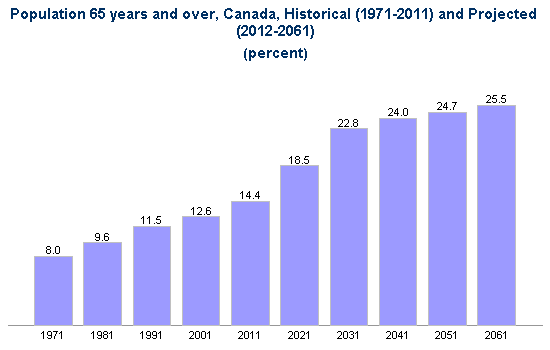 Population 65 years and over, Canada, Historical (1971-2011) and Projected
(2012-2061)
(percent)
8.0 9.6 11.5 12.6 14.4 18.5 22.8 24.0 24.7 25.5
1971 1981 1991 2001 2011 2021 2031 2041 2051 2061